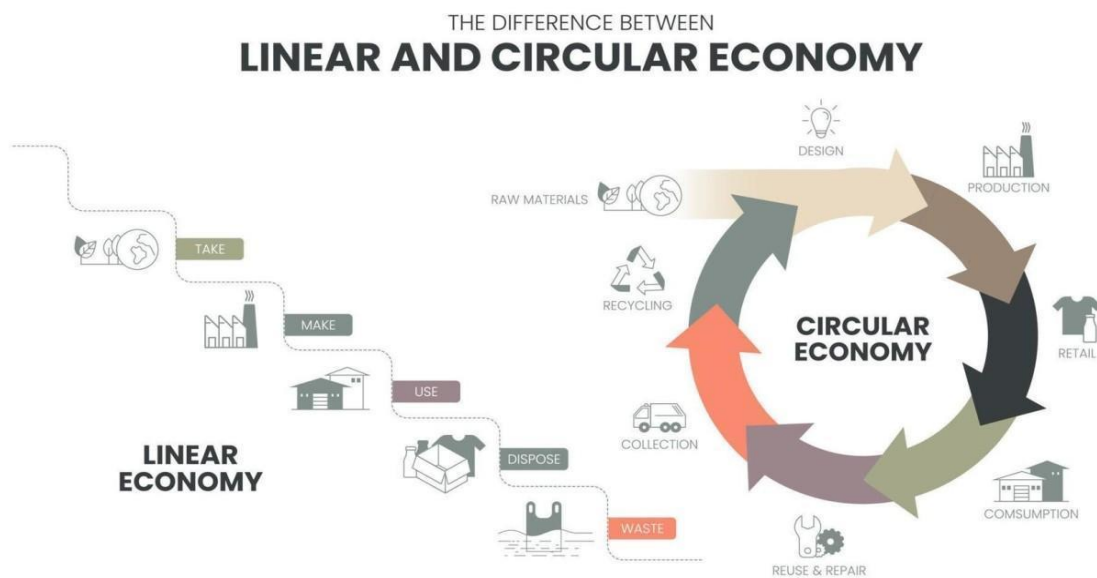 THE DIFFERENCE BETWEEN
LINEAR AND CIRCULAR ECONOMY
TAKE
MAKE
USE
DISPOSE
WASTE
LINEAR
ECONOMY
RAW MATERIALS
DESIGN
PRODUCTION
RETAIL
COMSUMPTION
REUSE & REPAIR
COLLECTION
RECYCLING
CIRCULAR
ECONOMY